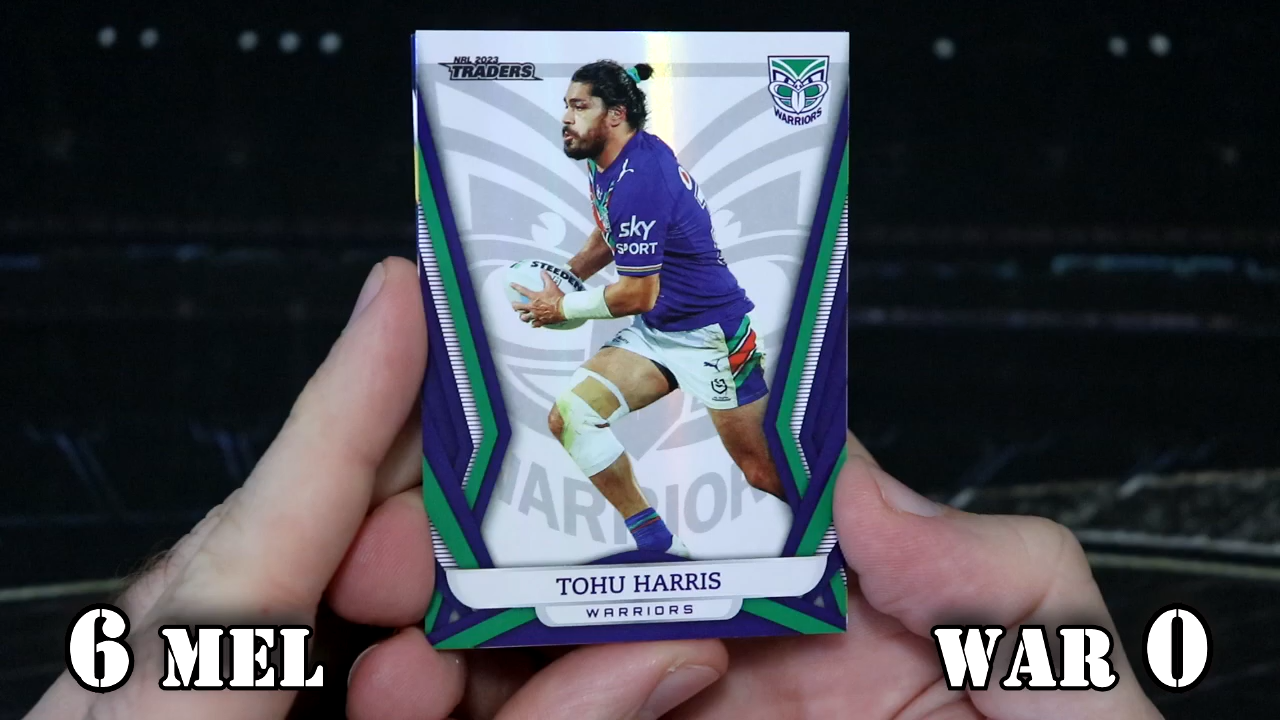 NRL 2023
TRADERS
WARRIORS
sky
SPORT
STEEDEN
WARRIORS
TOHU HARRIS
WARRIORS
6 MEL
WAR 0